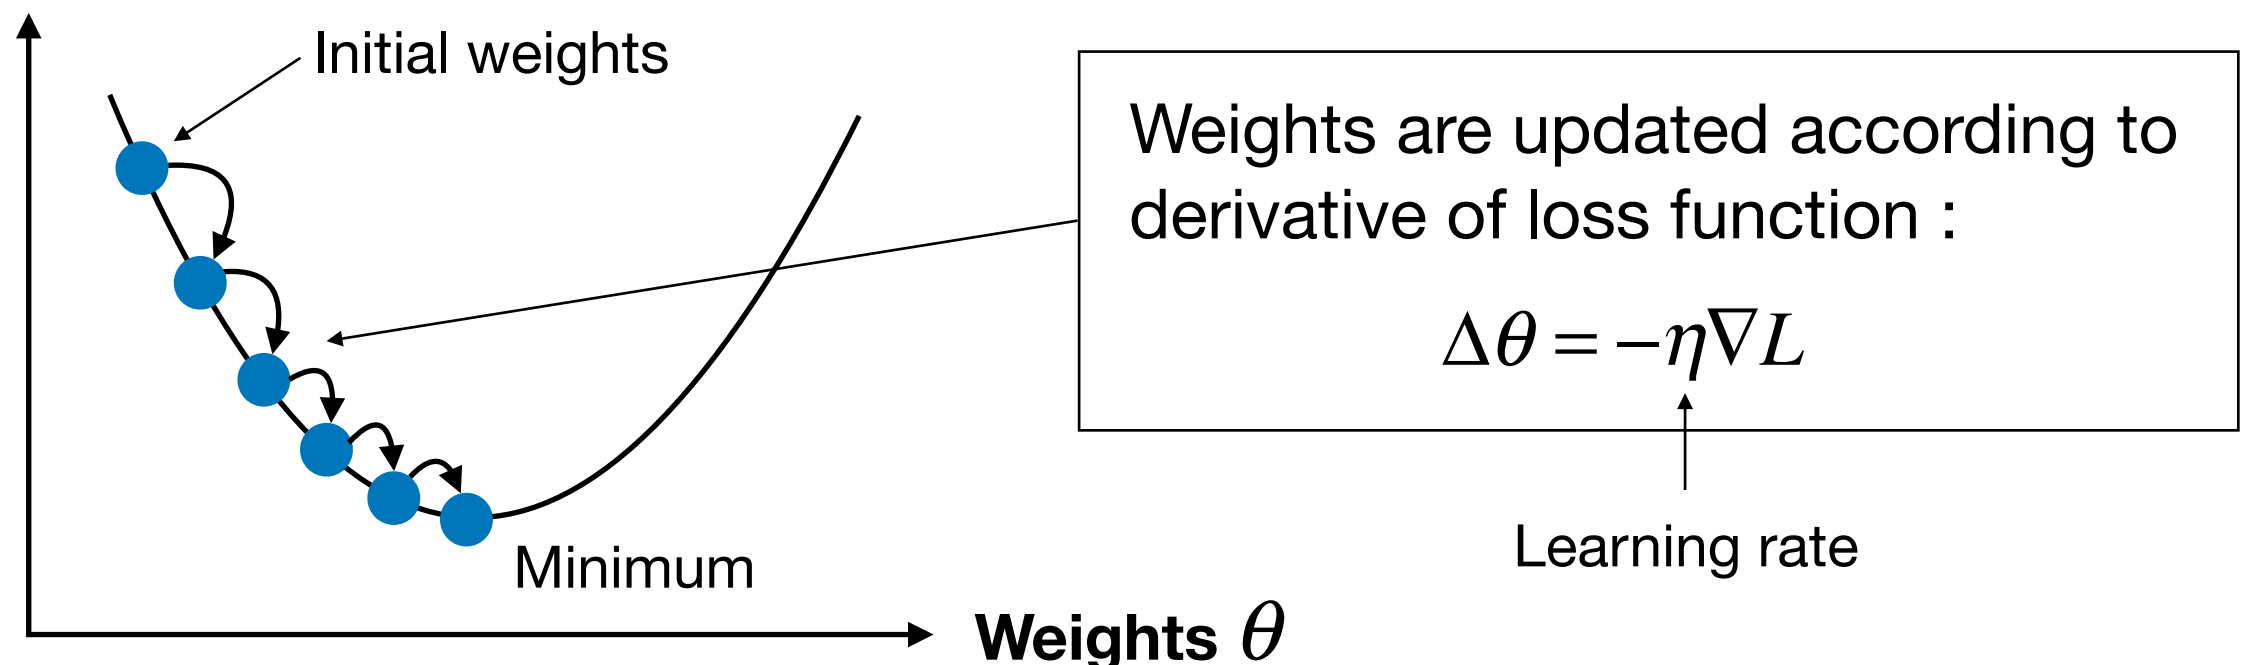 Initial weights
Weights are updated according to
derivative of loss function :
Δθ = −η∇L
Learning rate
Minimum
Weights θ